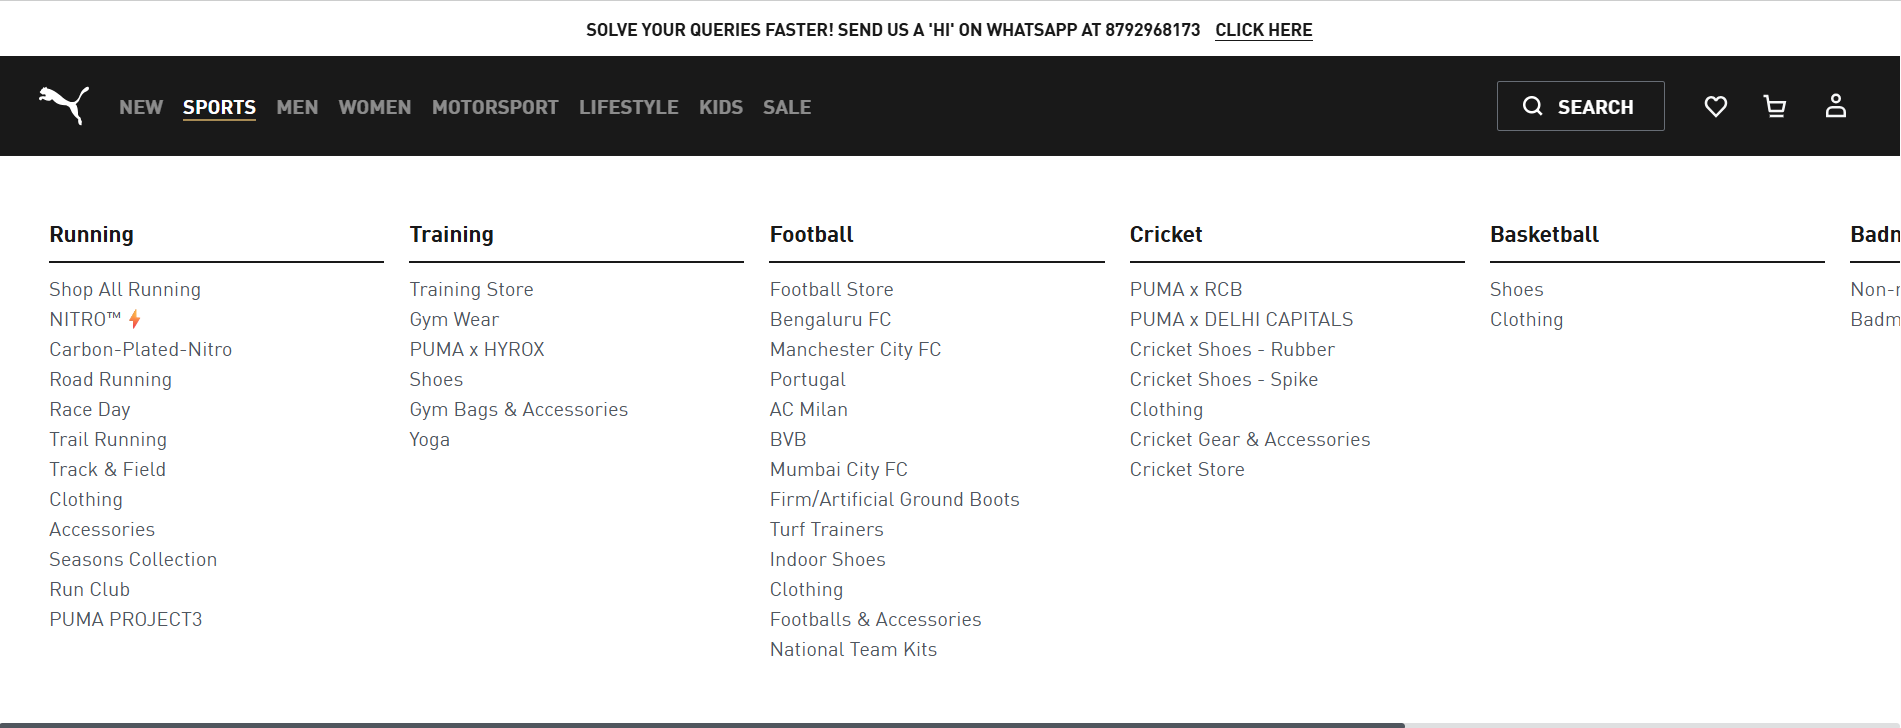 SOLVE YOUR QUERIES FASTER! SEND US A 'HI' ON WHATSAPP AT 8792968173 CLICK HERE
NEW SPORTS MEN WOMEN MOTORSPORT LIFESTYLE KIDS SALE SEARCH
Running
Shop All Running
NITRO™
Carbon-Plated-Nitro
Road Running
Race Day
Trail Running
Track & Field
Clothing
Accessories
Seasons Collection
Run Club
PUMA PROJECT3
Training
Training Store
Gym Wear
PUMA x HYROX
Shoes
Gym Bags & Accessories
Yoga
Football
Football Store
Bengaluru FC
Manchester City FC
Portugal
AC Milan
BVB
Mumbai City FC
Firm/Artificial Ground Boots
Turf Trainers
Indoor Shoes
Clothing
Footballs & Accessories
National Team Kits
Cricket
PUMA x RCB
PUMA x DELHI CAPITALS
Cricket Shoes - Rubber
Cricket Shoes - Spike
Clothing
Cricket Gear & Accessories
Cricket Store
Basketball
Shoes
Clothing